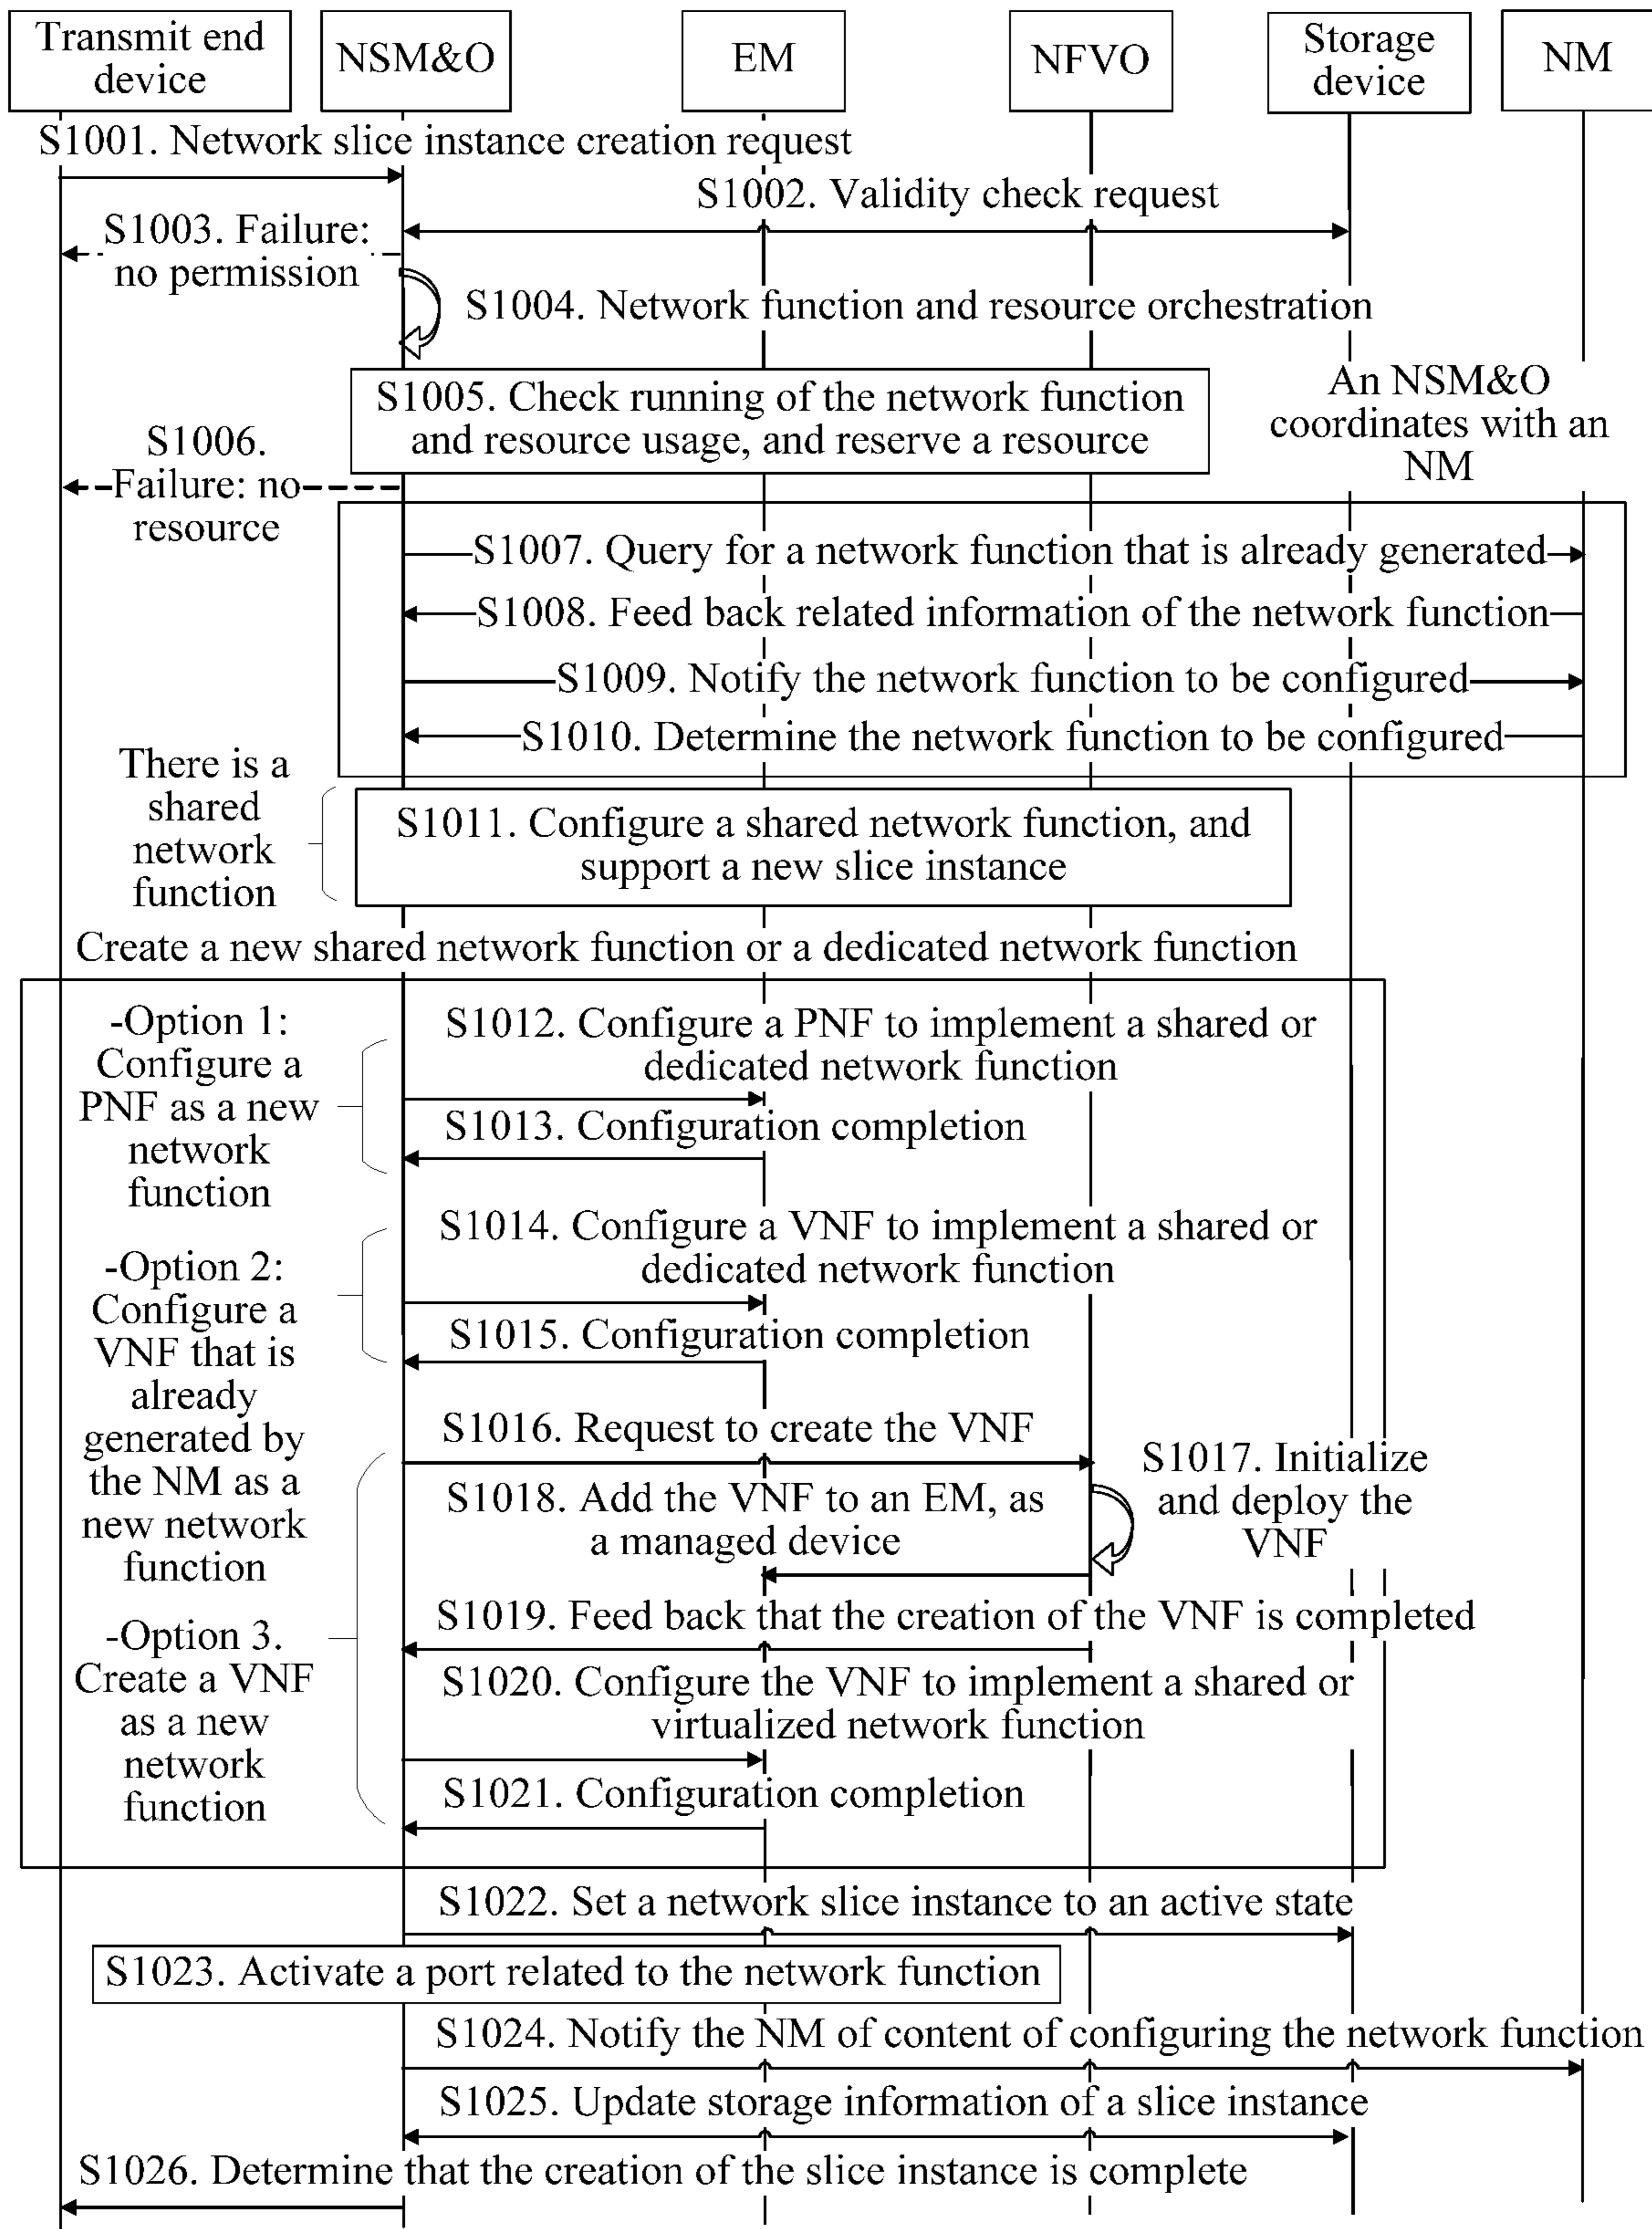 Transmit end
device
NSM&O
EM
NFVO
Storage
device
NM
S1001. Network slice instance creation request
S1002. Validity check request
S1003. Failure:
no permission
S1004. Network function and resource orchestration
S1005. Check running of the network function
and resource usage, and reserve a resource
An NSM&O
coordinates with an
NM
S1006.
Failure: no
resource
S1007. Query for a network function that is already generated
S1008. Feed back related information of the network function
S1009. Notify the network function to be configured
S1010. Determine the network function to be configured
There is a
shared
network
function
S1011. Configure a shared network function, and
support a new slice instance
Create a new shared network function or a dedicated network function
-Option 1:
Configure a
PNF as a new
network
function
S1012. Configure a PNF to implement a shared or
dedicated network function
S1013. Configuration completion
-Option 2:
Configure a
VNF that is
already
generated by
the NM as a
new network
function
S1014. Configure a VNF to implement a shared or
dedicated network function
S1015. Configuration completion
S1016. Request to create the VNF
S1017. Initialize
and deploy the
VNF
S1018. Add the VNF to an EM, as
a managed device
-Option 3.
Create a VNF
as a new
network
function
S1019. Feed back that the creation of the VNF is completed
S1020. Configure the VNF to implement a shared or
virtualized network function
S1021. Configuration completion
S1022. Set a network slice instance to an active state
S1023. Activate a port related to the network function
S1024. Notify the NM of content of configuring the network function
S1025. Update storage information of a slice instance
S1026. Determine that the creation of the slice instance is complete